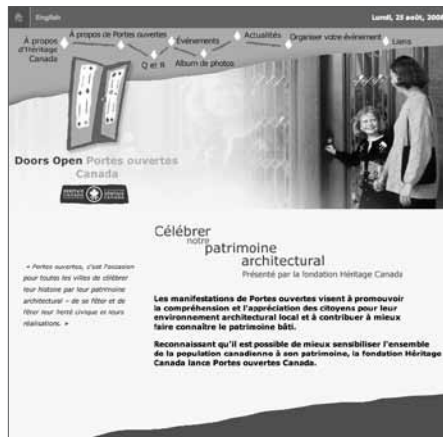 English
Lundi, 25 août, 2008
À propos d'Héritage Canada
À propos de Portes ouvertes
Q et R
Événements
Album de photos
Actualités
Organiser votre événement
Liens
Doors Open Portes ouvertes
Canada
Célébrer
notre
patrimoine
architectural
Présenté par la fondation Héritage Canada
« Portes ouvertes, c'est l'occasion
pour toutes les villes de célébrer
leur histoire par leur patrimoine
architectural – de se fêter et de
fêter leur fierté civique et leurs
réalisations. »
Les manifestations de Portes ouvertes visent à promouvoir
la compréhension et l'appréciation des citoyens pour leur
environnement architectural local et à contribuer à mieux
faire connaître le patrimoine bâti.
Reconnaissant qu'il est possible de mieux sensibiliser l'ensemble
de la population canadienne à son patrimoine, la fondation Héritage
Canada lance Portes ouvertes Canada.